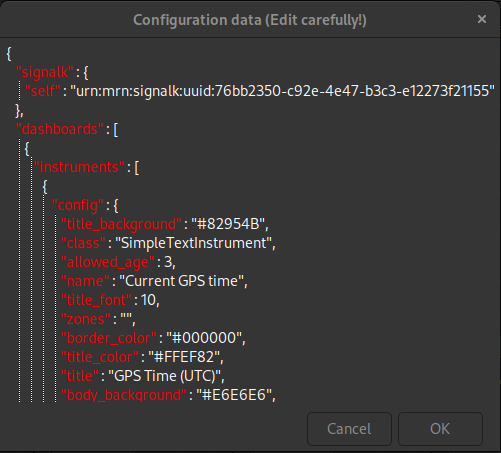 Configuration data (Edit carefully!)
×
{
"signalk" : {
"self" : "urn:mrn:signalk:uuid:76bb2350-c92e-4e47-b3c3-e12273f21155"
},
"dashboards" : [
{
"instruments" : [
{
"config" : {
"title_background" : "#82954B",
"class" : "SimpleTextInstrument",
"allowed_age" : 3,
"name" : "Current GPS time",
"title_font" : 10,
"zones" : "",
"border_color" : "#000000",
"title_color" : "#FFEF82",
"title" : "GPS Time (UTC)",
"body_background" : "#E6E6E6",
Cancel OK